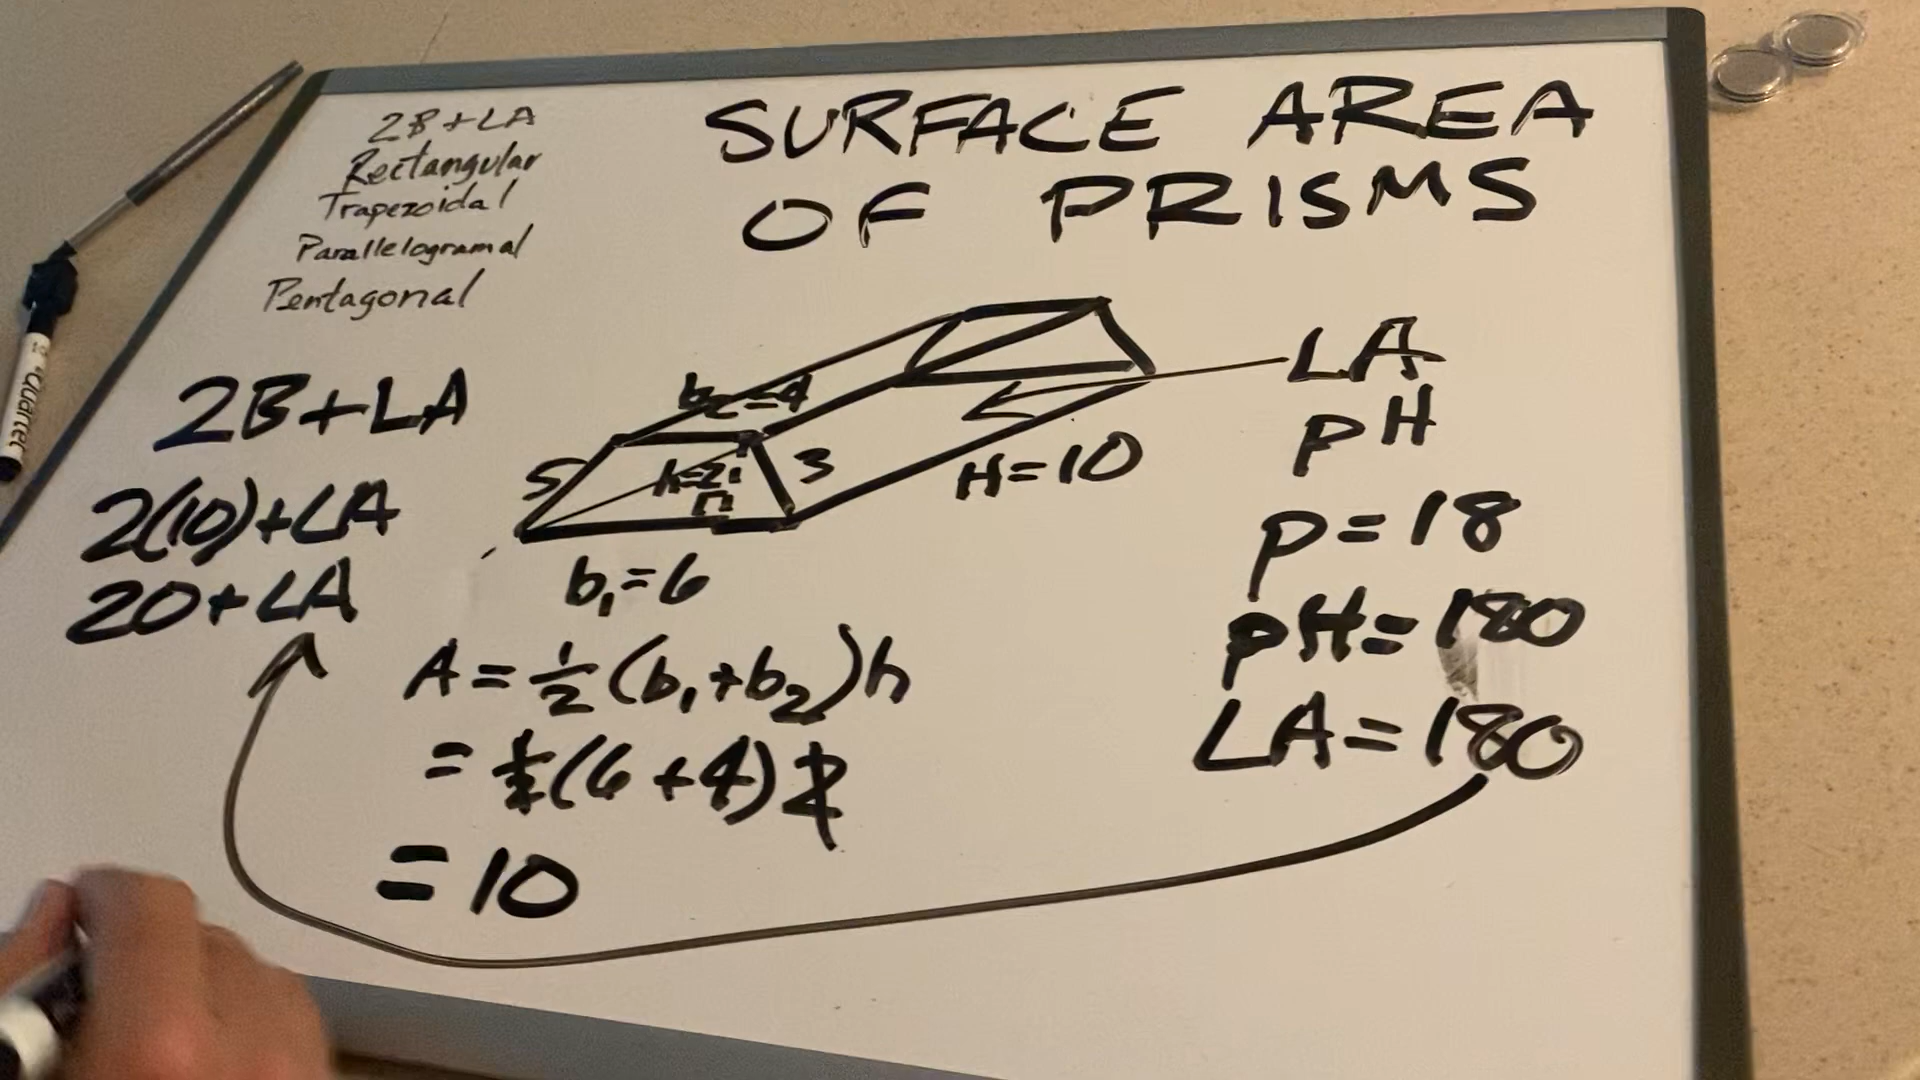 SURFACE AREA
OF PRISMS
2B+LA
Rectangular
Trapezoidal
Parallelogramal
Pentagonal
2B+LA
2(10)+LA
20+LA
b₂=4
5
h=2
3
H=10
b₁=6
A=½(b₁+b₂)h
=½(6+4)2
=10
LA
pH
p=18
pH=180
LA=180
Quartet